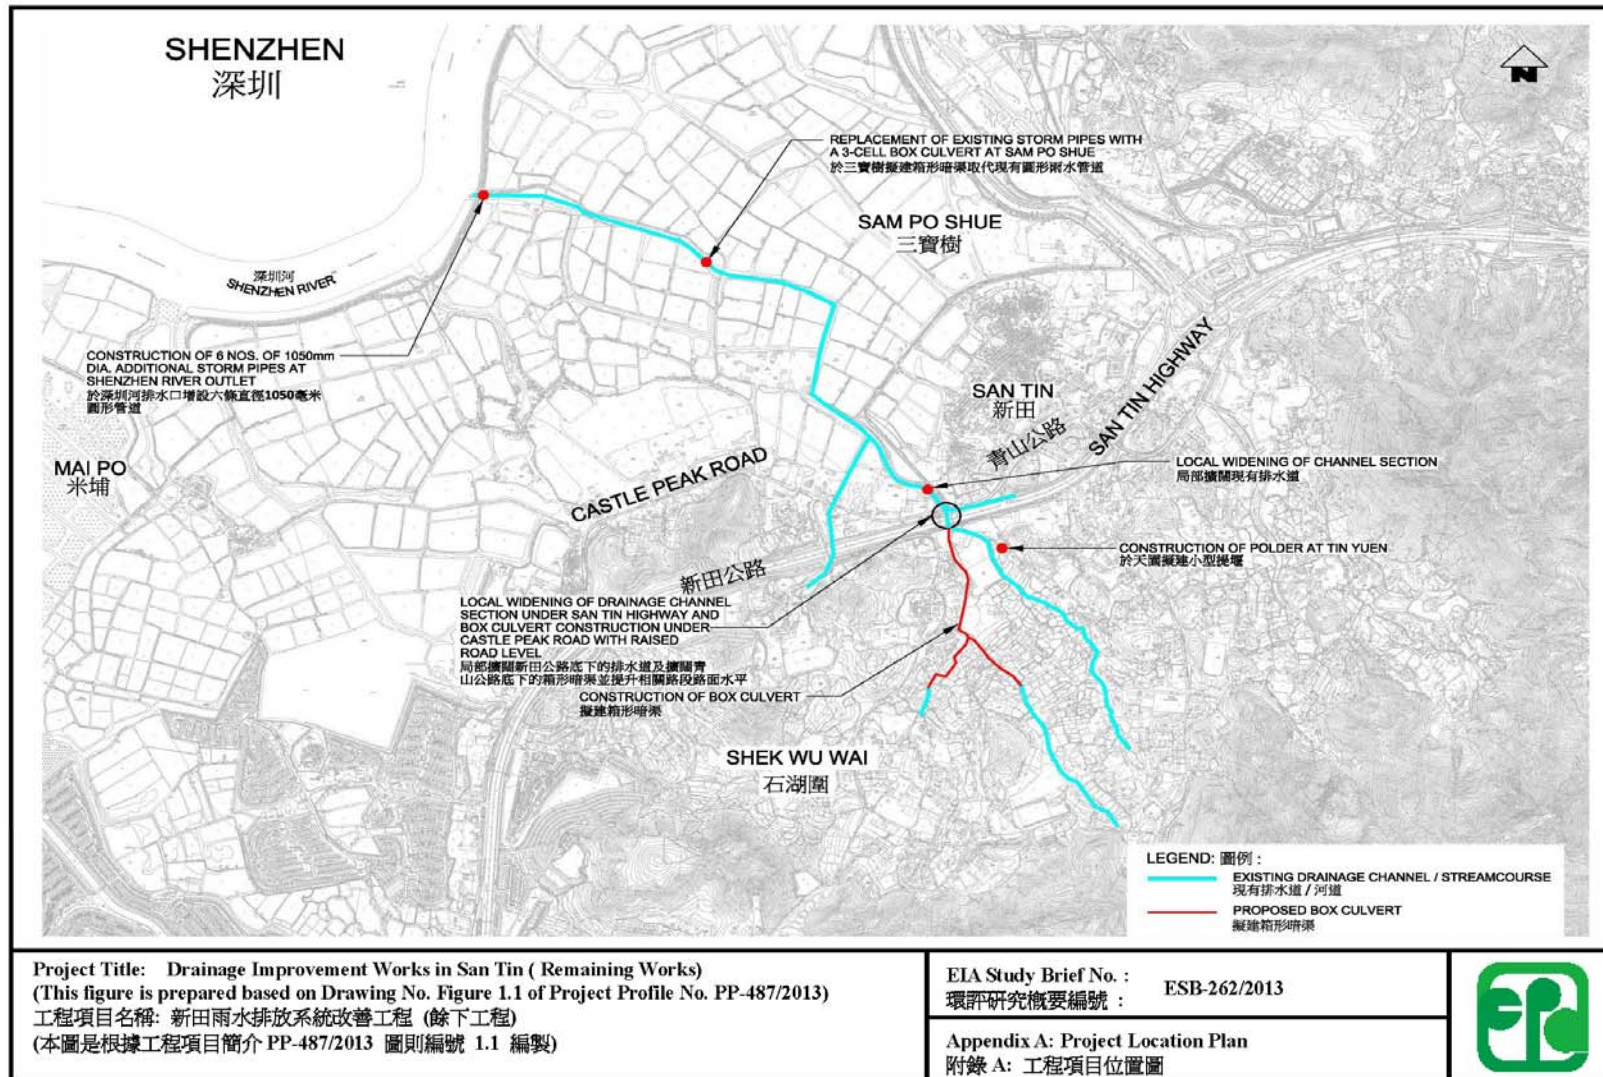 SHENZHEN
深圳
REPLACEMENT OF EXISTING STORM PIPES WITH
A 3-CELL BOX CULVERT AT SAM PO SHUE
於三寶樹擬建箱形暗渠取代現有圓形雨水管道
N
SAM PO SHUE
三寶樹
深圳河
SHENZHEN RIVER
CONSTRUCTION OF 6 NOS. OF 1050mm
DIA. ADDITIONAL STORM PIPES AT
SHENZHEN RIVER OUTLET
於深圳河排水口增設六條直徑1050毫米
圓形管道
SAN TIN
新田
青山公路
SAN TIN HIGHWAY
MAI PO
米埔
CASTLE PEAK ROAD
LOCAL WIDENING OF CHANNEL SECTION
局部擴闊現有排水道
CONSTRUCTION OF POLDER AT TIN YUEN
於天園擬建小型堤堰
新田公路
LOCAL WIDENING OF DRAINAGE CHANNEL
SECTION UNDER SAN TIN HIGHWAY AND
BOX CULVERT CONSTRUCTION UNDER
CASTLE PEAK ROAD WITH RAISED
ROAD LEVEL
局部擴闊新田公路底下的排水道及擴闊青
山公路底下的箱形暗渠並提升相關路段路面水平
CONSTRUCTION OF BOX CULVERT
擬建箱形暗渠
SHEK WU WAI
石湖圍
LEGEND: 圖例 :
EXISTING DRAINAGE CHANNEL / STREAMCOURSE
現有排水道 / 河道
PROPOSED BOX CULVERT
擬建箱形暗渠
Project Title: Drainage Improvement Works in San Tin ( Remaining Works)
(This figure is prepared based on Drawing No. Figure 1.1 of Project Profile No. PP-487/2013)
工程項目名稱: 新田雨水排放系統改善工程 (餘下工程)
(本圖是根據工程項目簡介 PP-487/2013 圖則編號 1.1 編製)
EIA Study Brief No. :
環評研究概要編號 :
ESB-262/2013
Appendix A: Project Location Plan
附錄 A: 工程項目位置圖